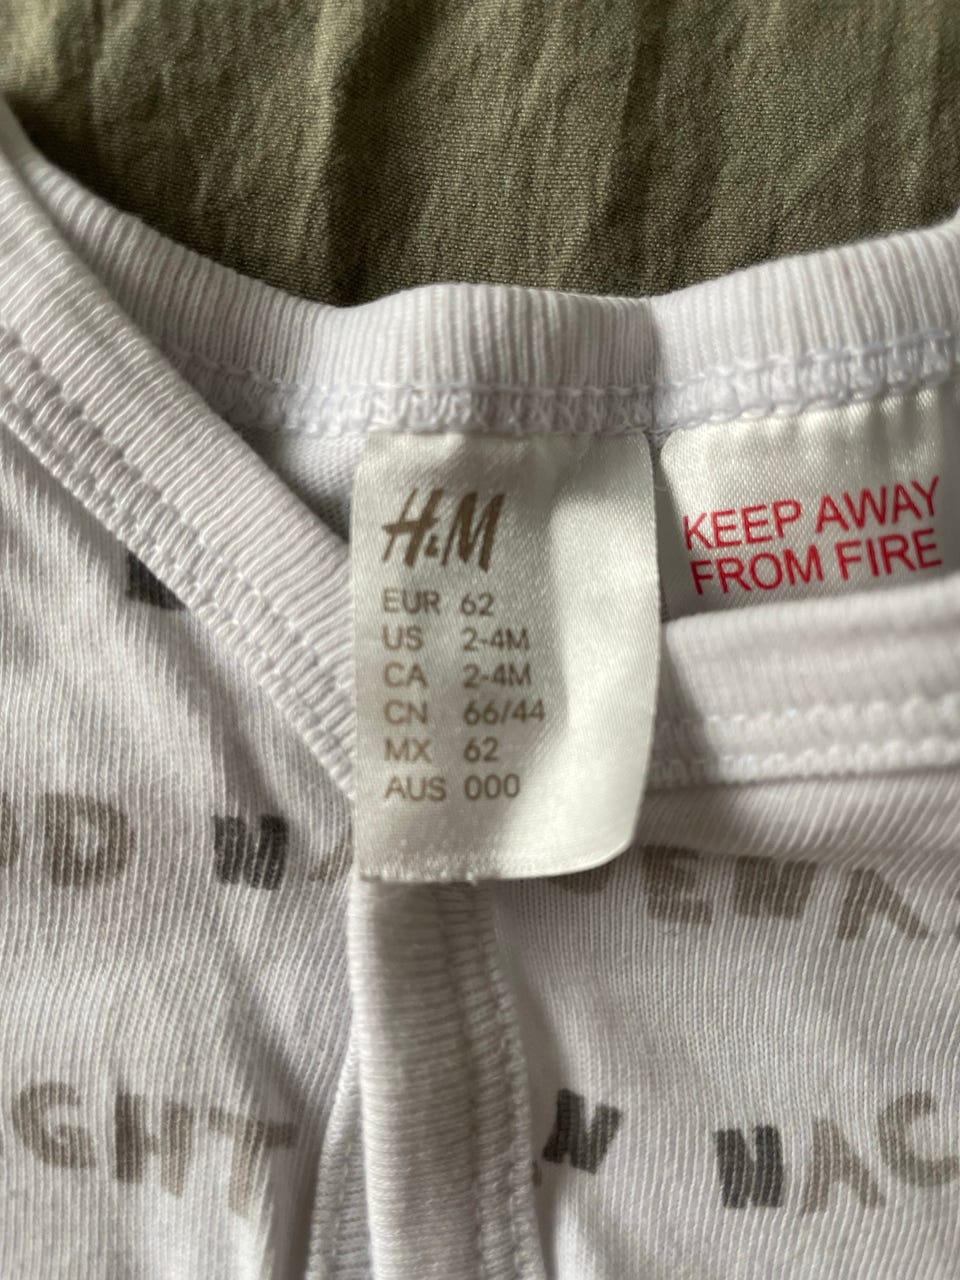 H&M
EUR 62
US 2-4M
CA 2-4M
CN 66/44
MX 62
AUS 000
KEEP AWAY
FROM FIRE